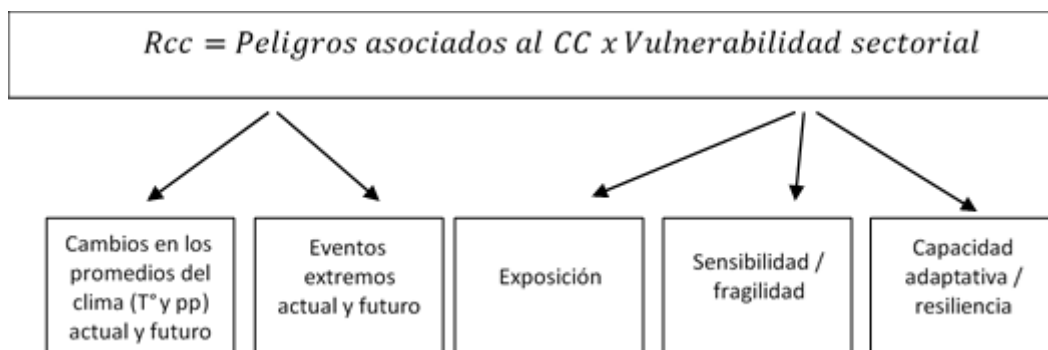 Rcc = Peligros asociados al CC x Vulnerabilidad sectorial
Cambios en los
promedios del
clima (T° y pp)
actual y futuro
Eventos
extremos
actual y futuro
Exposición
Sensibilidad /
fragilidad
Capacidad
adaptativa /
resiliencia